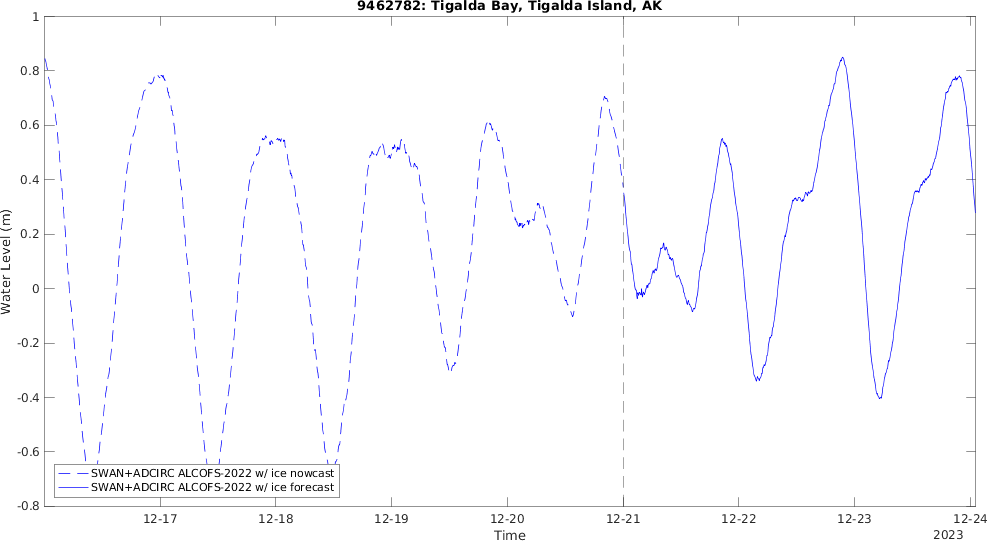 9462782: Tigalda Bay, Tigalda Island, AK
Water Level (m)
1
0.8
0.6
0.4
0.2
0
-0.2
-0.4
-0.6
-0.8
SWAN+ADCIRC ALCOFS-2022 w/ ice nowcast
SWAN+ADCIRC ALCOFS-2022 w/ ice forecast
12-17 12-18 12-19 12-20 12-21 12-22 12-23 12-24
Time
2023